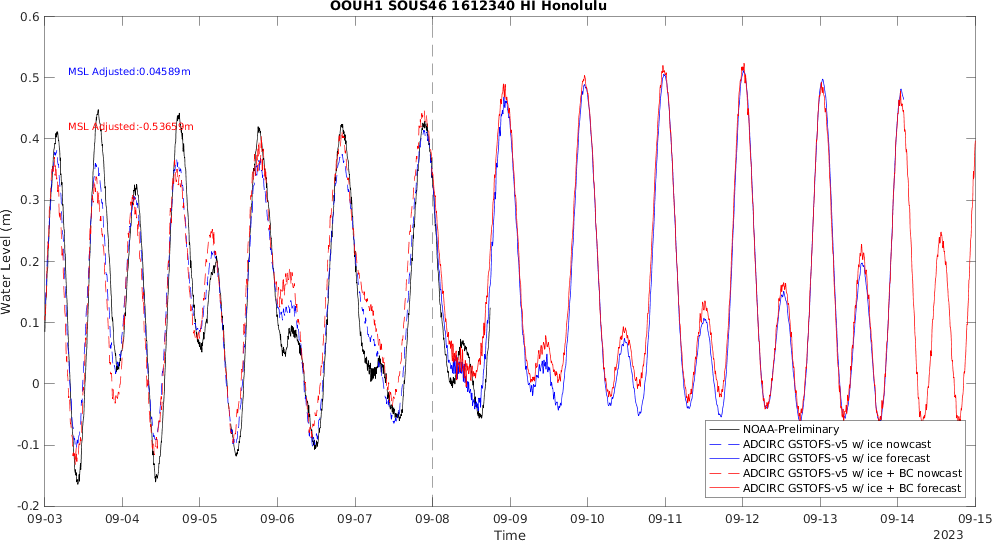 OOUH1 SOUS46 1612340 HI Honolulu
0.6
0.5
0.4
0.3
0.2
0.1
0
-0.1
-0.2
Water Level (m)
MSL Adjusted:0.04589m
MSL Adjusted:-0.53659m
NOAA-Preliminary
ADCIRC GSTOFS-v5 w/ ice nowcast
ADCIRC GSTOFS-v5 w/ ice forecast
ADCIRC GSTOFS-v5 w/ ice + BC nowcast
ADCIRC GSTOFS-v5 w/ ice + BC forecast
09-03 09-04 09-05 09-06 09-07 09-08 09-09 09-10 09-11 09-12 09-13 09-14 09-15
Time
2023